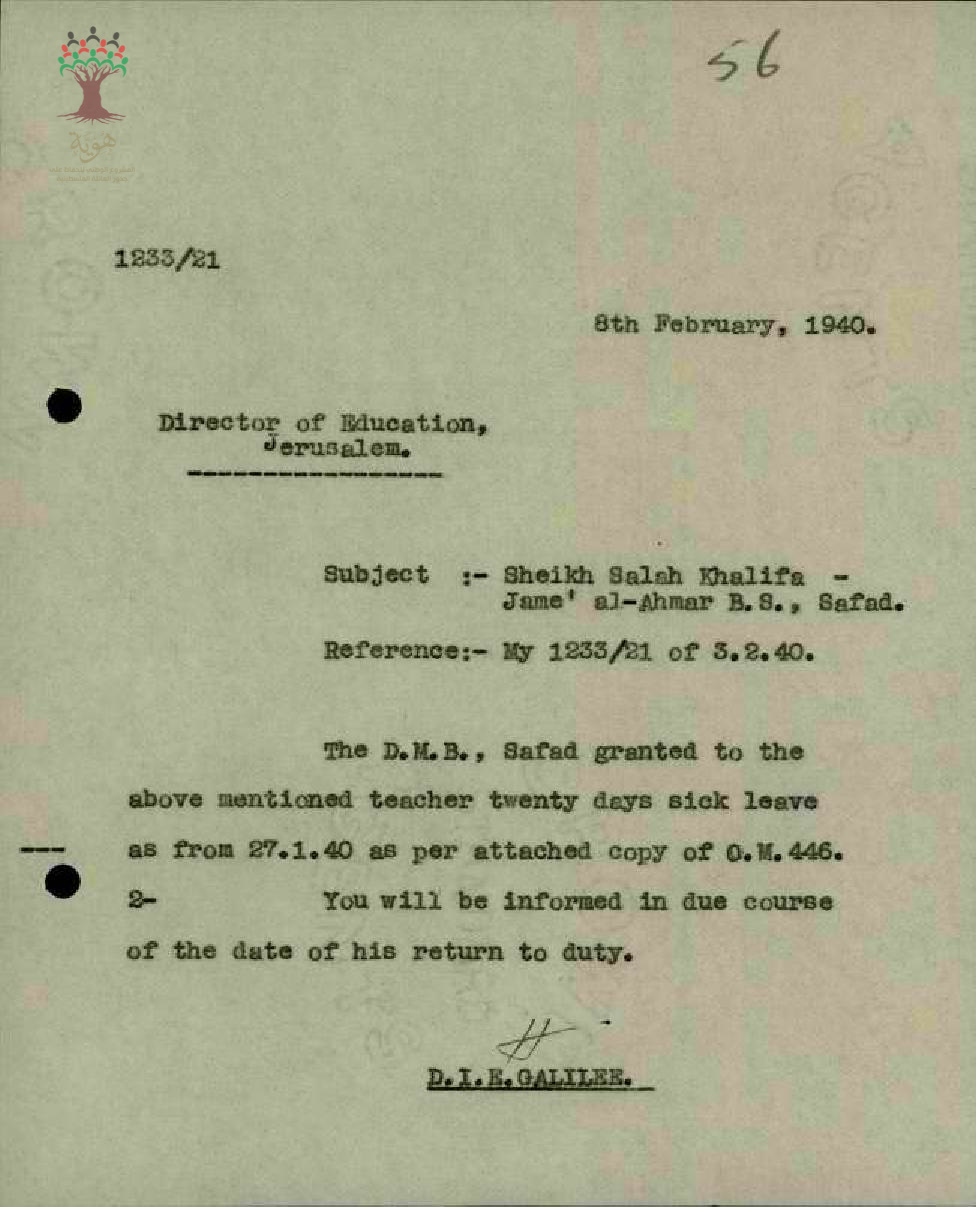 56
هوية
1233/21
8th February, 1940.
Director of Education,
Jerusalem.
Subject :- Sheikh Salah Khalifa -
Jame' al-Ahmar B.S., Safad.
Reference:- My 1233/21 of 3.2.40.
The D.M.B., Safad granted to the
above mentioned teacher twenty days sick leave
as from 27.1.40 as per attached copy of O.M.446.
2- You will be informed in due course
of the date of his return to duty.
D.I.E.GALILEE.